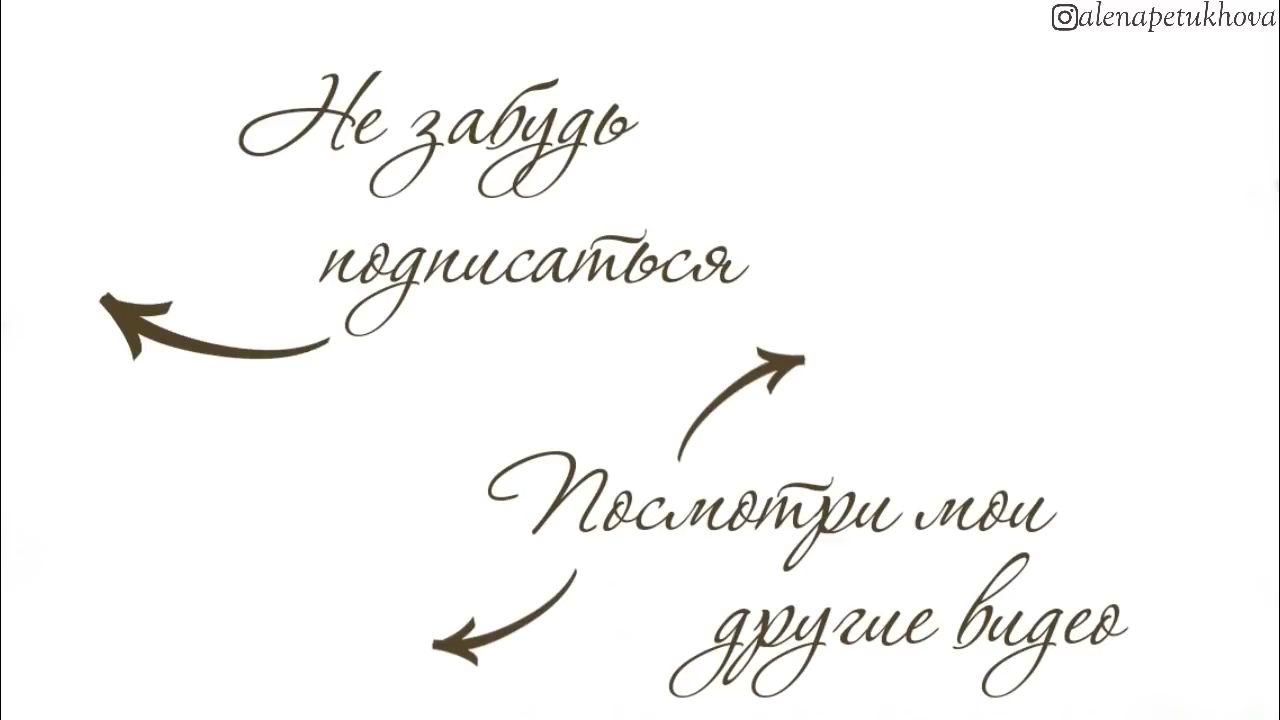 @alenapetukhova
Не забудь
подписаться
Посмотри мои
другие видео